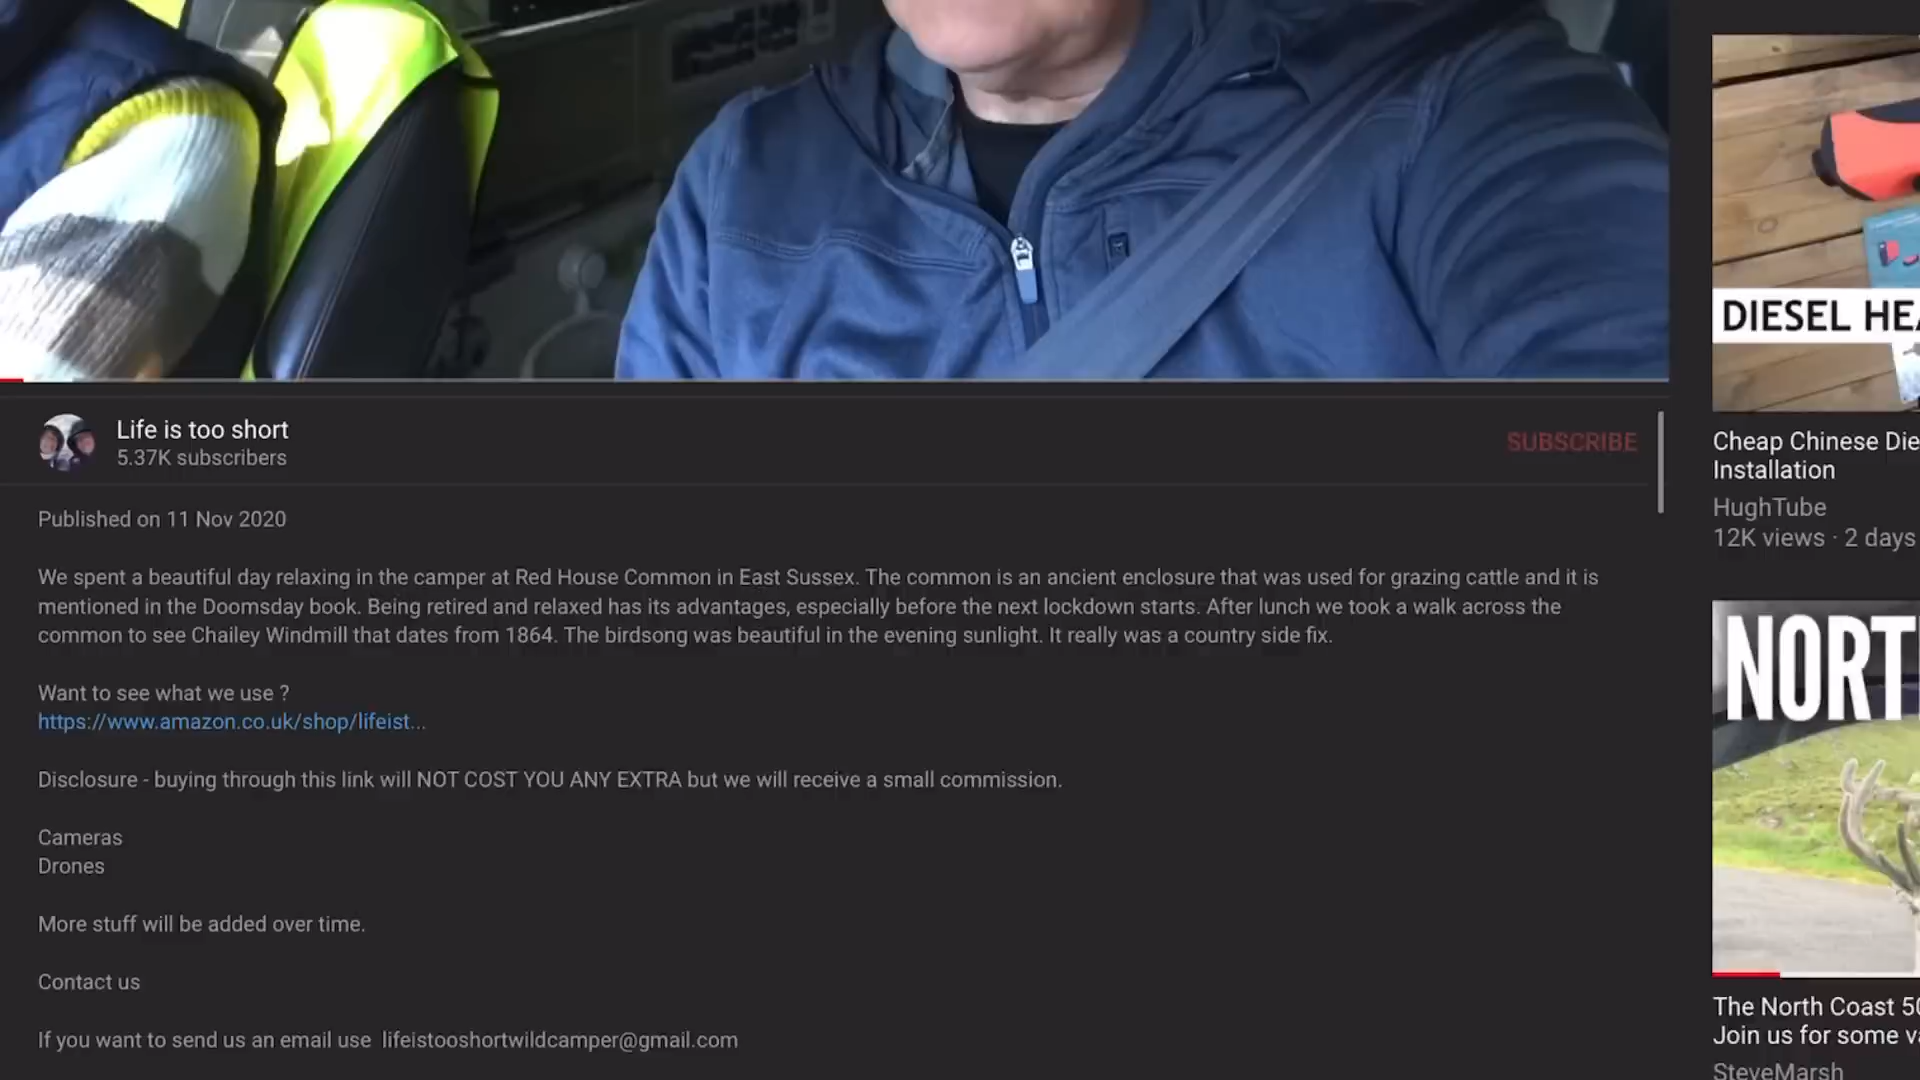 Life is too short
5.37K subscribers
SUBSCRIBE
Published on 11 Nov 2020
We spent a beautiful day relaxing in the camper at Red House Common in East Sussex. The common is an ancient enclosure that was used for grazing cattle and it is
mentioned in the Doomsday book. Being retired and relaxed has its advantages, especially before the next lockdown starts. After lunch we took a walk across the
common to see Chailey Windmill that dates from 1864. The birdsong was beautiful in the evening sunlight. It really was a country side fix.
Want to see what we use ?
https://www.amazon.co.uk/shop/lifeist...
Disclosure - buying through this link will NOT COST YOU ANY EXTRA but we will receive a small commission.
Cameras
Drones
More stuff will be added over time.
Contact us
If you want to send us an email use lifeistooshortwildcamper@gmail.com
DIESEL HEA
Cheap Chinese Die
Installation
HughTube
12K views · 2 days
NORT
The North Coast 50
Join us for some va
SteveMarsh